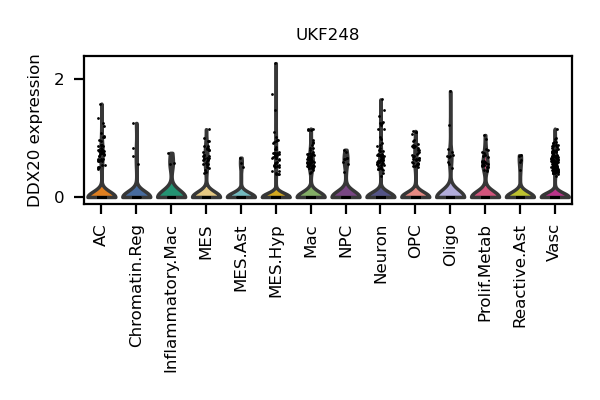 UKF248
DDX20 expression
2
0
AC
Chromatin.Reg
Inflammatory.Mac
MES
MES.Ast
MES.Hyp
Mac
NPC
Neuron
OPC
Oligo
Prolif.Metab
Reactive.Ast
Vasc